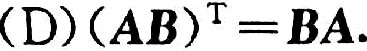 (D) (AB)ᵀ = BA.